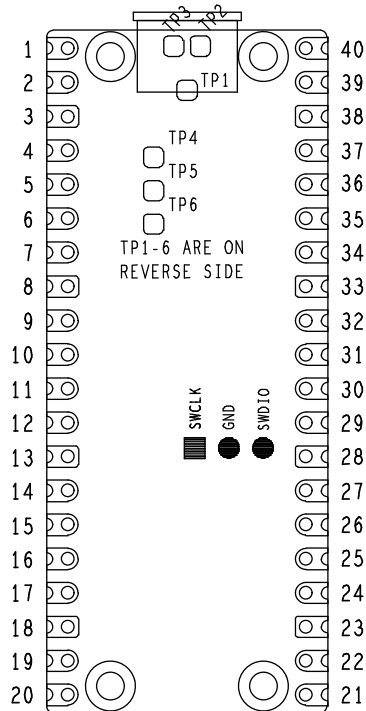 TP3 TP2
1 40
2 TP1 39
3 38
4 TP4 37
5 TP5 36
6 TP6 35
7 TP1-6 ARE ON 34
8 REVERSE SIDE 33
9 32
10 31
11 30
12 SWCLK GND SWDIO 29
13 28
14 27
15 26
16 25
17 24
18 23
19 22
20 21